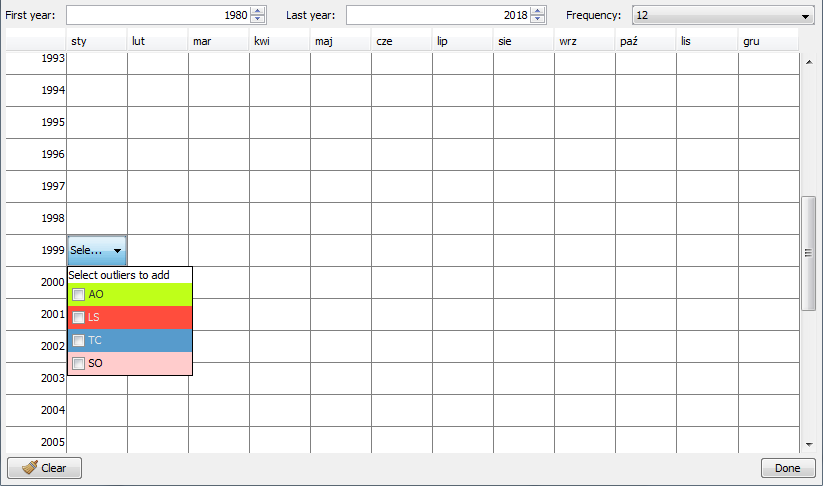 First year: 1980 Last year: 2018 Frequency: 12
sty lut mar kwi maj cze lip sie wrz paź lis gru
1993
1994
1995
1996
1997
1998
1999 Sele...
Select outliers to add
2000
AO
2001
LS
TC
2002
SO
2003
2004
2005
Clear Done